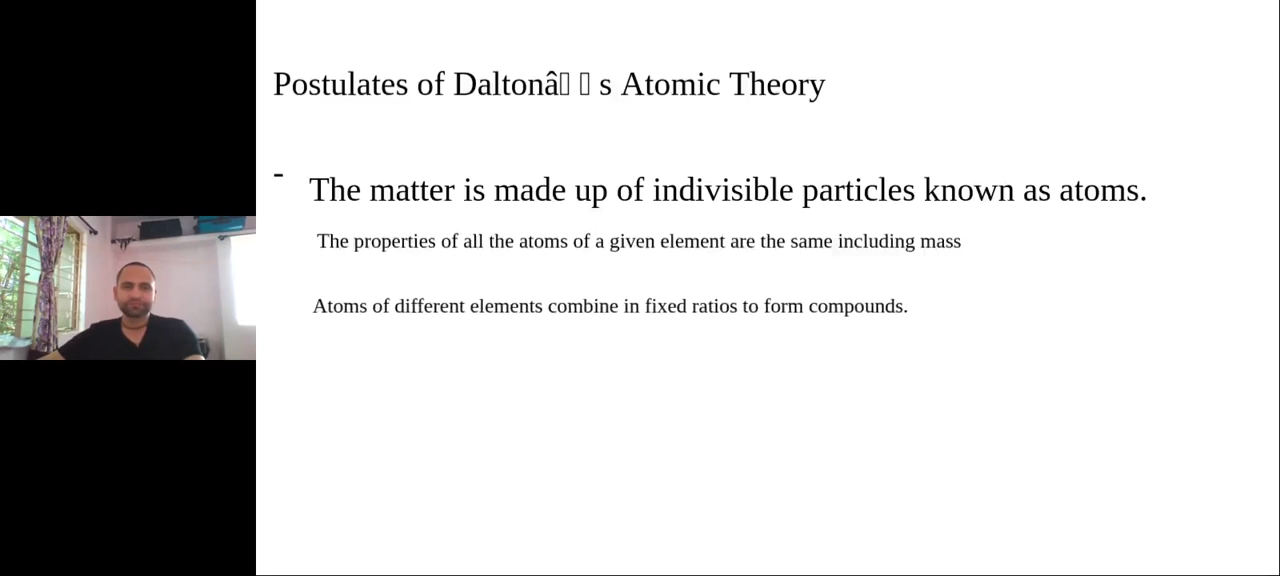 Postulates of Daltonâ s Atomic Theory
- The matter is made up of indivisible particles known as atoms.
The properties of all the atoms of a given element are the same including mass
Atoms of different elements combine in fixed ratios to form compounds.